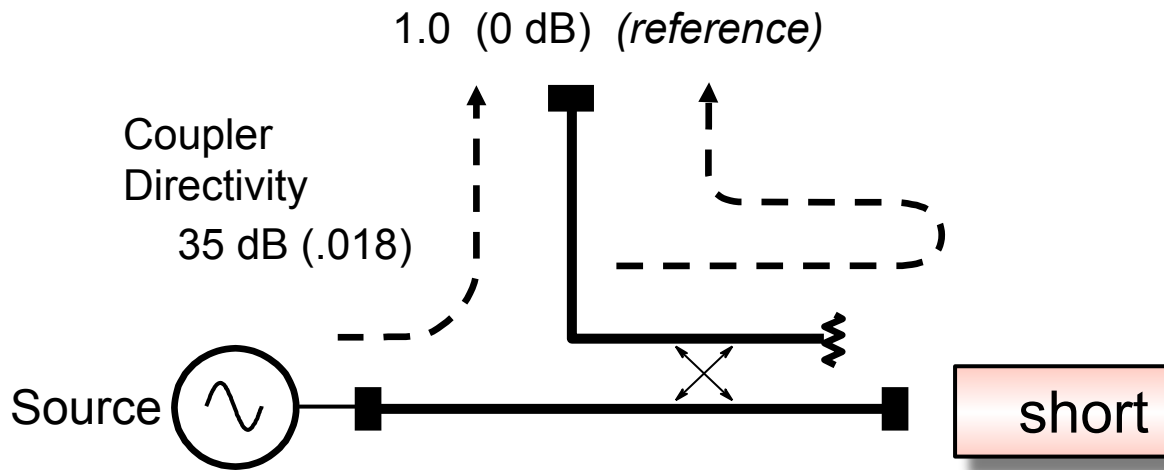 1.0 (0 dB) (reference)
Coupler
Directivity
35 dB (.018)
Source
short